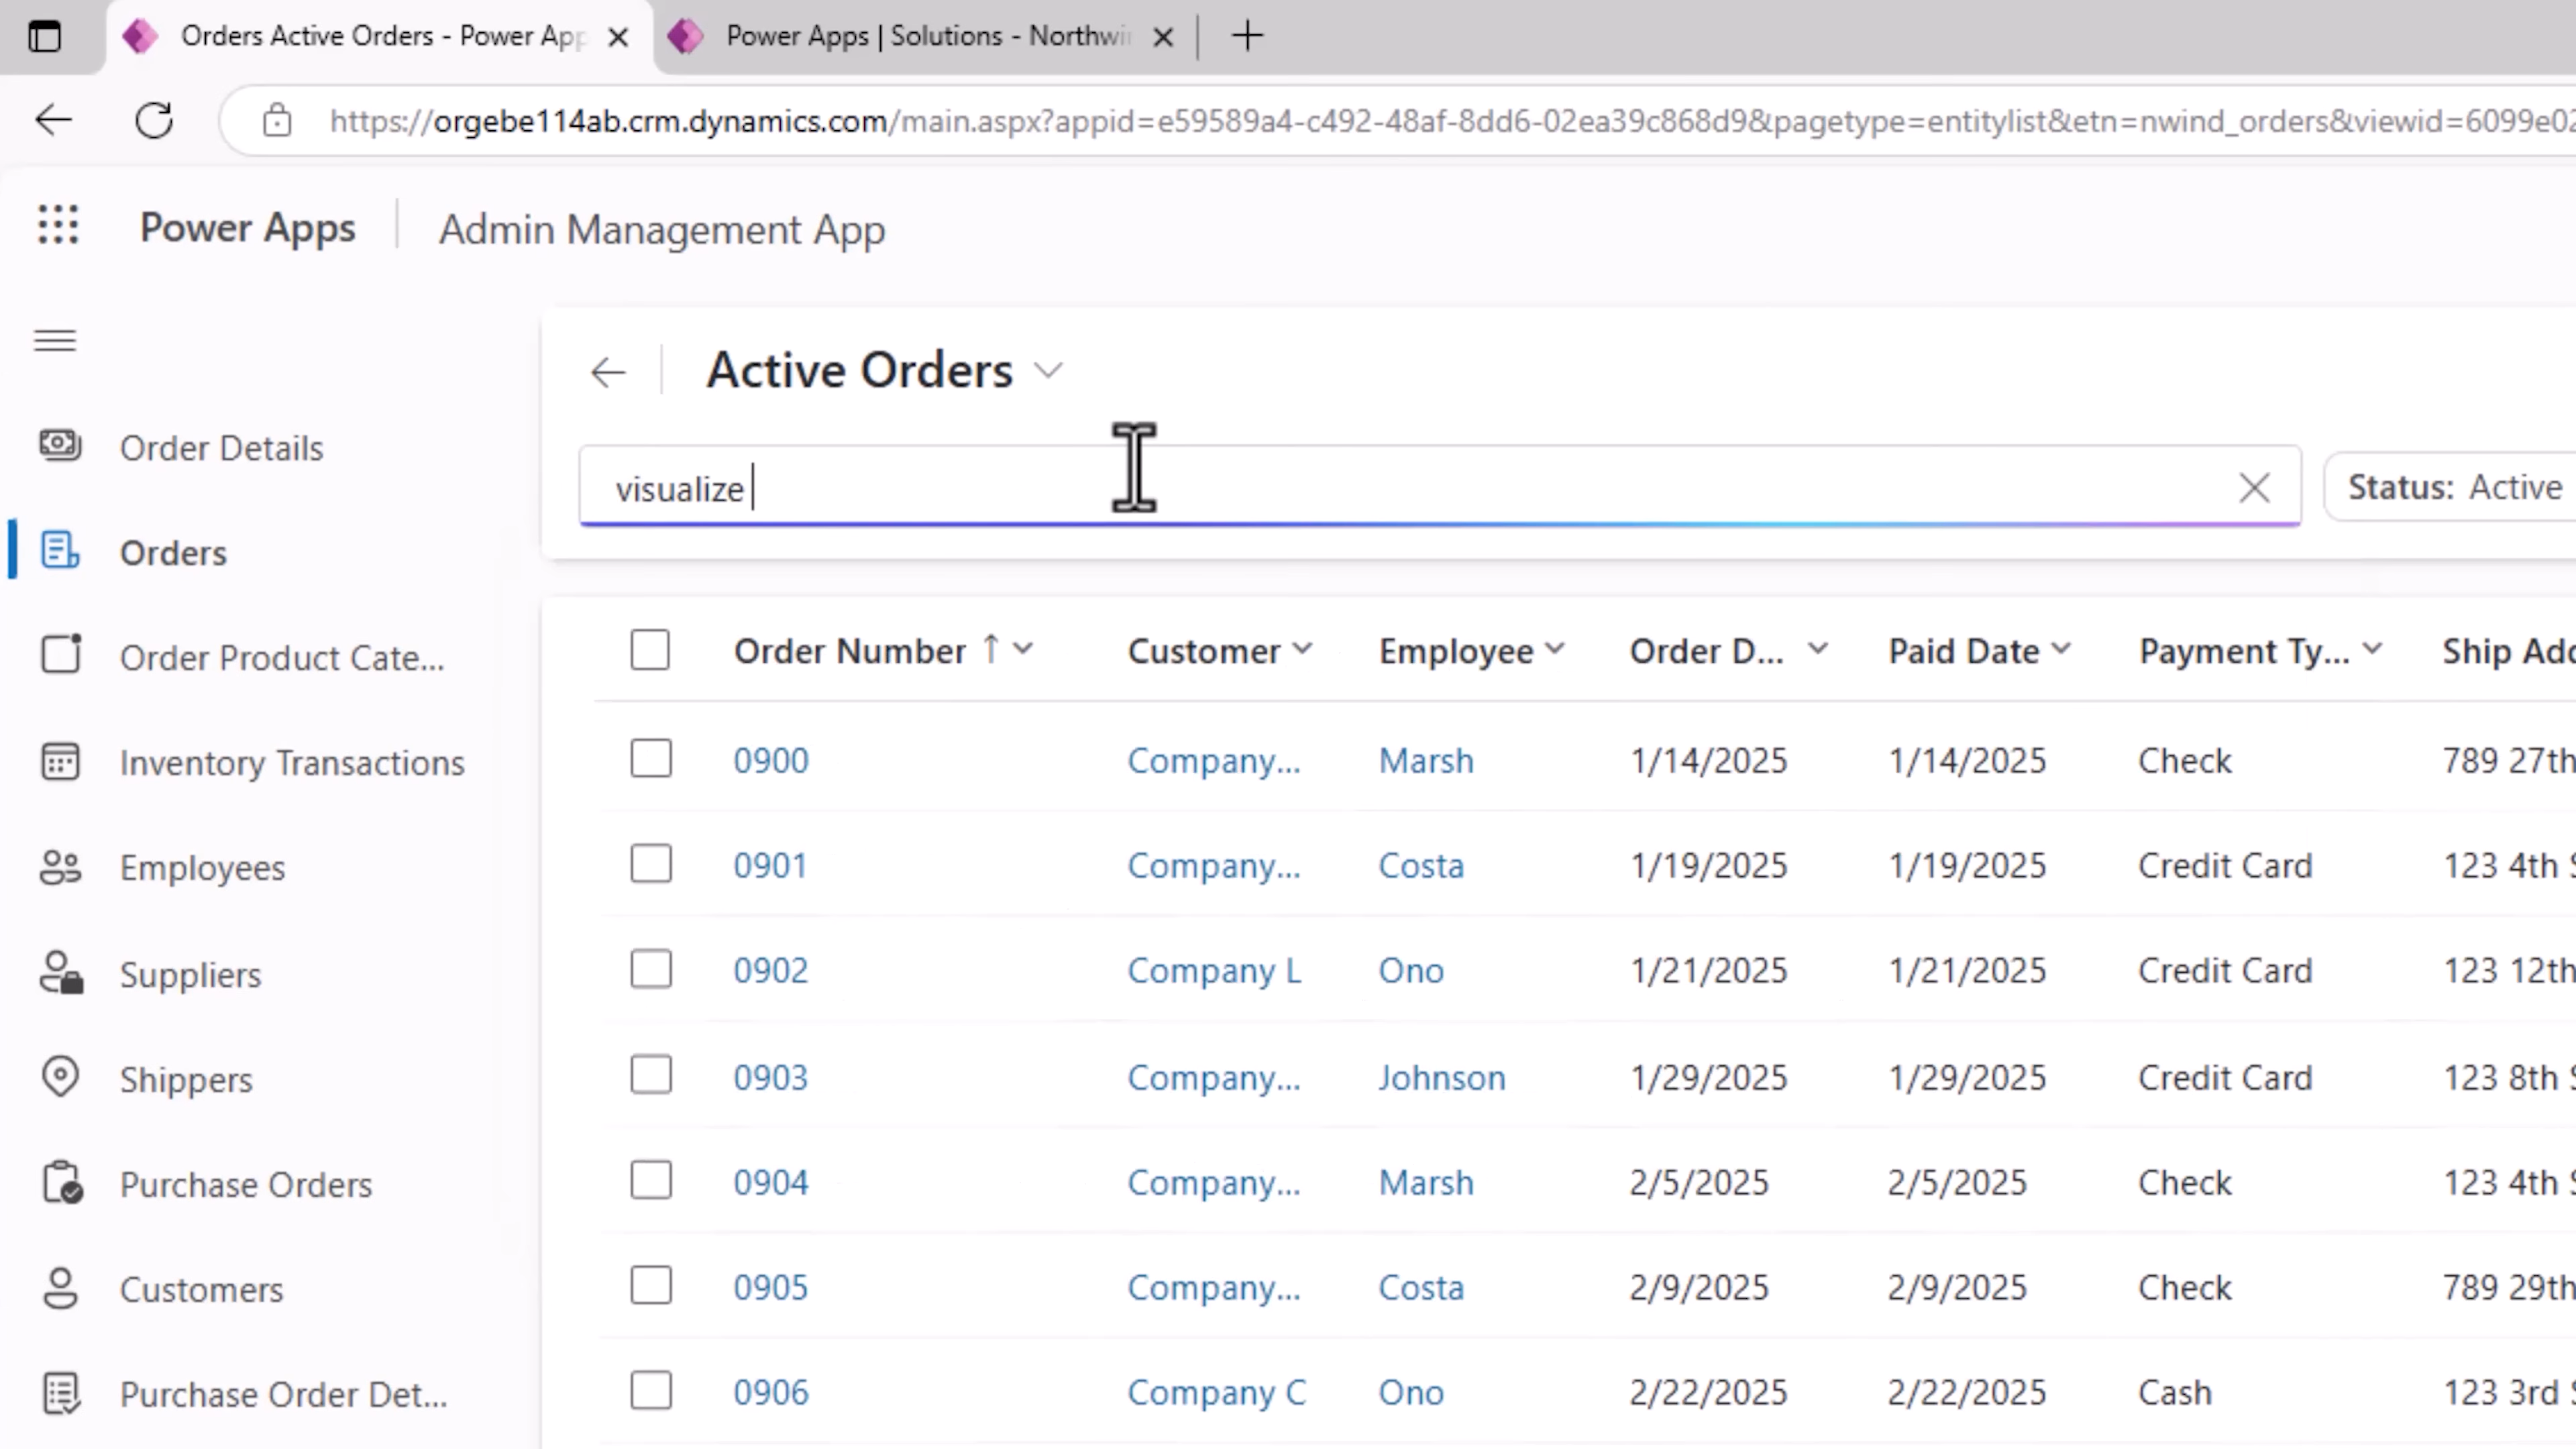 Orders Active Orders - Power App
Power Apps | Solutions - Northwi
https://orgebe114ab.crm.dynamics.com/main.aspx?appid=e59589a4-c492-48af-8dd6-02ea39c868d9&pagetype=entitylist&etn=nwind_orders&viewid=6099e02
Power Apps | Admin Management App
Active Orders
visualize
Status: Active
Order Details
Orders
Order Product Cate...
Inventory Transactions
Employees
Suppliers
Shippers
Purchase Orders
Customers
Purchase Order Det...
Order Number Customer Employee Order D... Paid Date Payment Ty... Ship Add
0900 Company... Marsh 1/14/2025 1/14/2025 Check 789 27th
0901 Company... Costa 1/19/2025 1/19/2025 Credit Card 123 4th S
0902 Company L Ono 1/21/2025 1/21/2025 Credit Card 123 12th
0903 Company... Johnson 1/29/2025 1/29/2025 Credit Card 123 8th S
0904 Company... Marsh 2/5/2025 2/5/2025 Check 123 4th S
0905 Company... Costa 2/9/2025 2/9/2025 Check 789 29th
0906 Company C Ono 2/22/2025 2/22/2025 Cash 123 3rd S